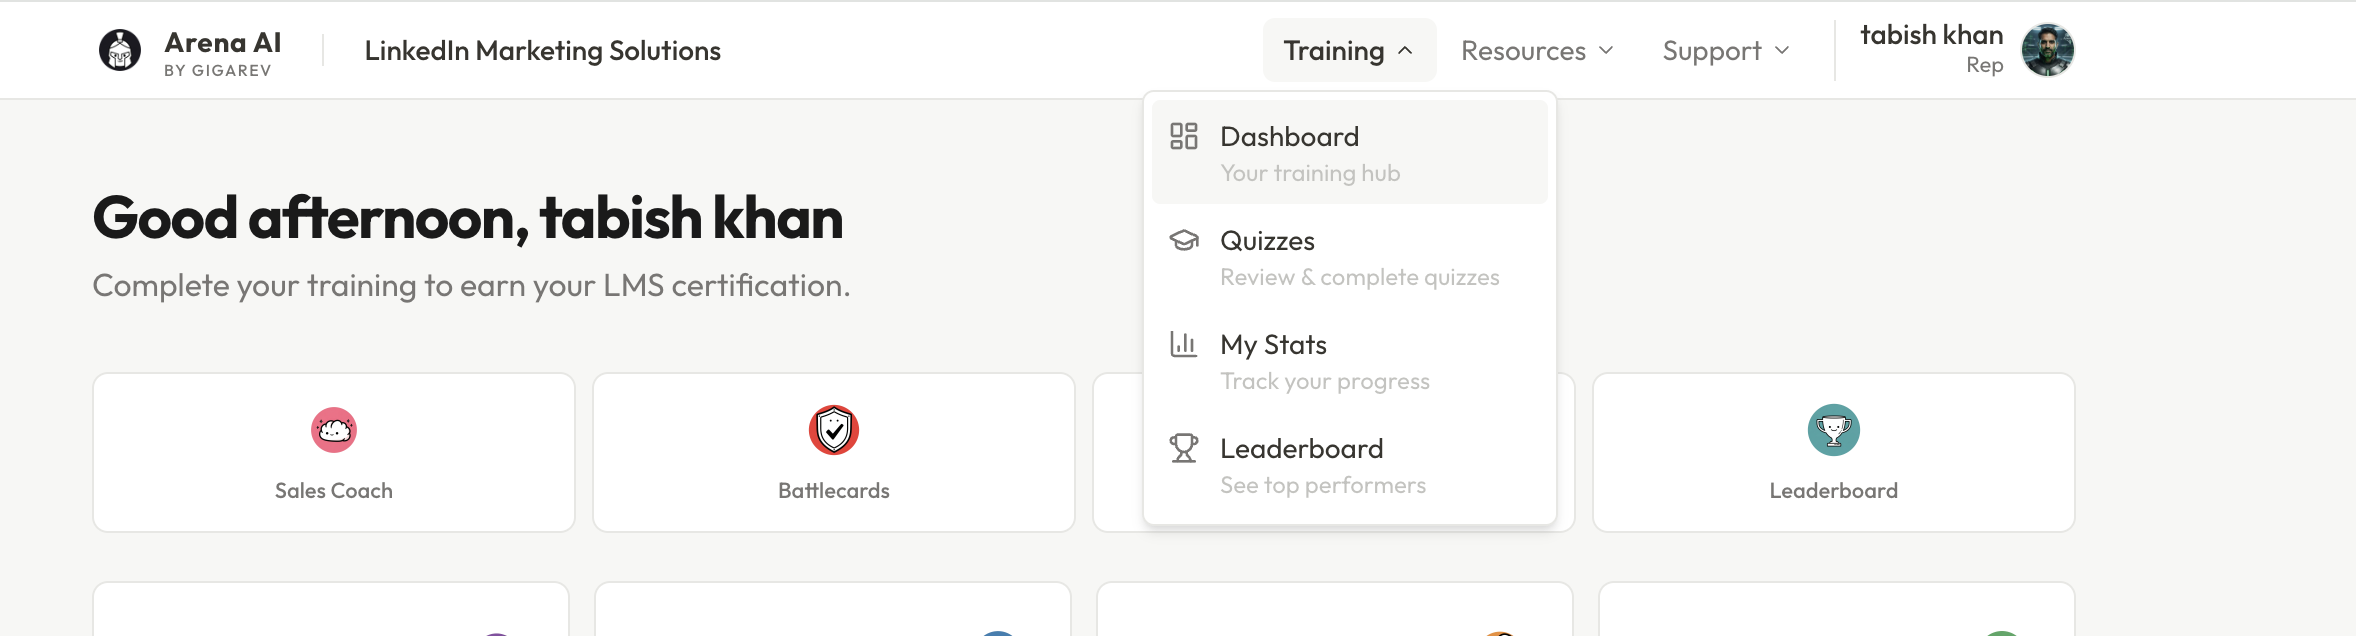 Arena AI
BY GIGAREV
LinkedIn Marketing Solutions
Training
Resources
Support
tabish khan
Rep
Dashboard
Your training hub
Quizzes
Review & complete quizzes
My Stats
Track your progress
Leaderboard
See top performers
Good afternoon, tabish khan
Complete your training to earn your LMS certification.
Sales Coach
Battlecards
Leaderboard